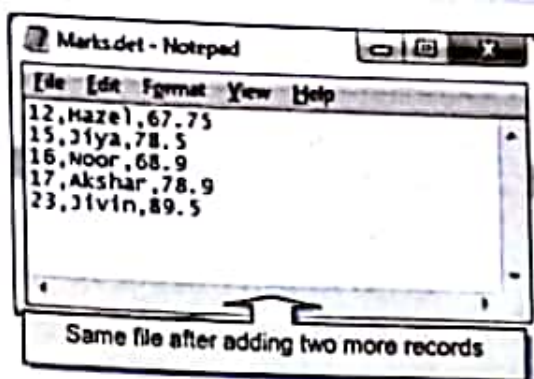 Marks.det - Notepad
File Edit Format View Help
12,Hazel,67.75
15,Jiya,78.5
16,Noor,68.9
17,Akshar,78.9
23,Jivin,89.5
Same file after adding two more records